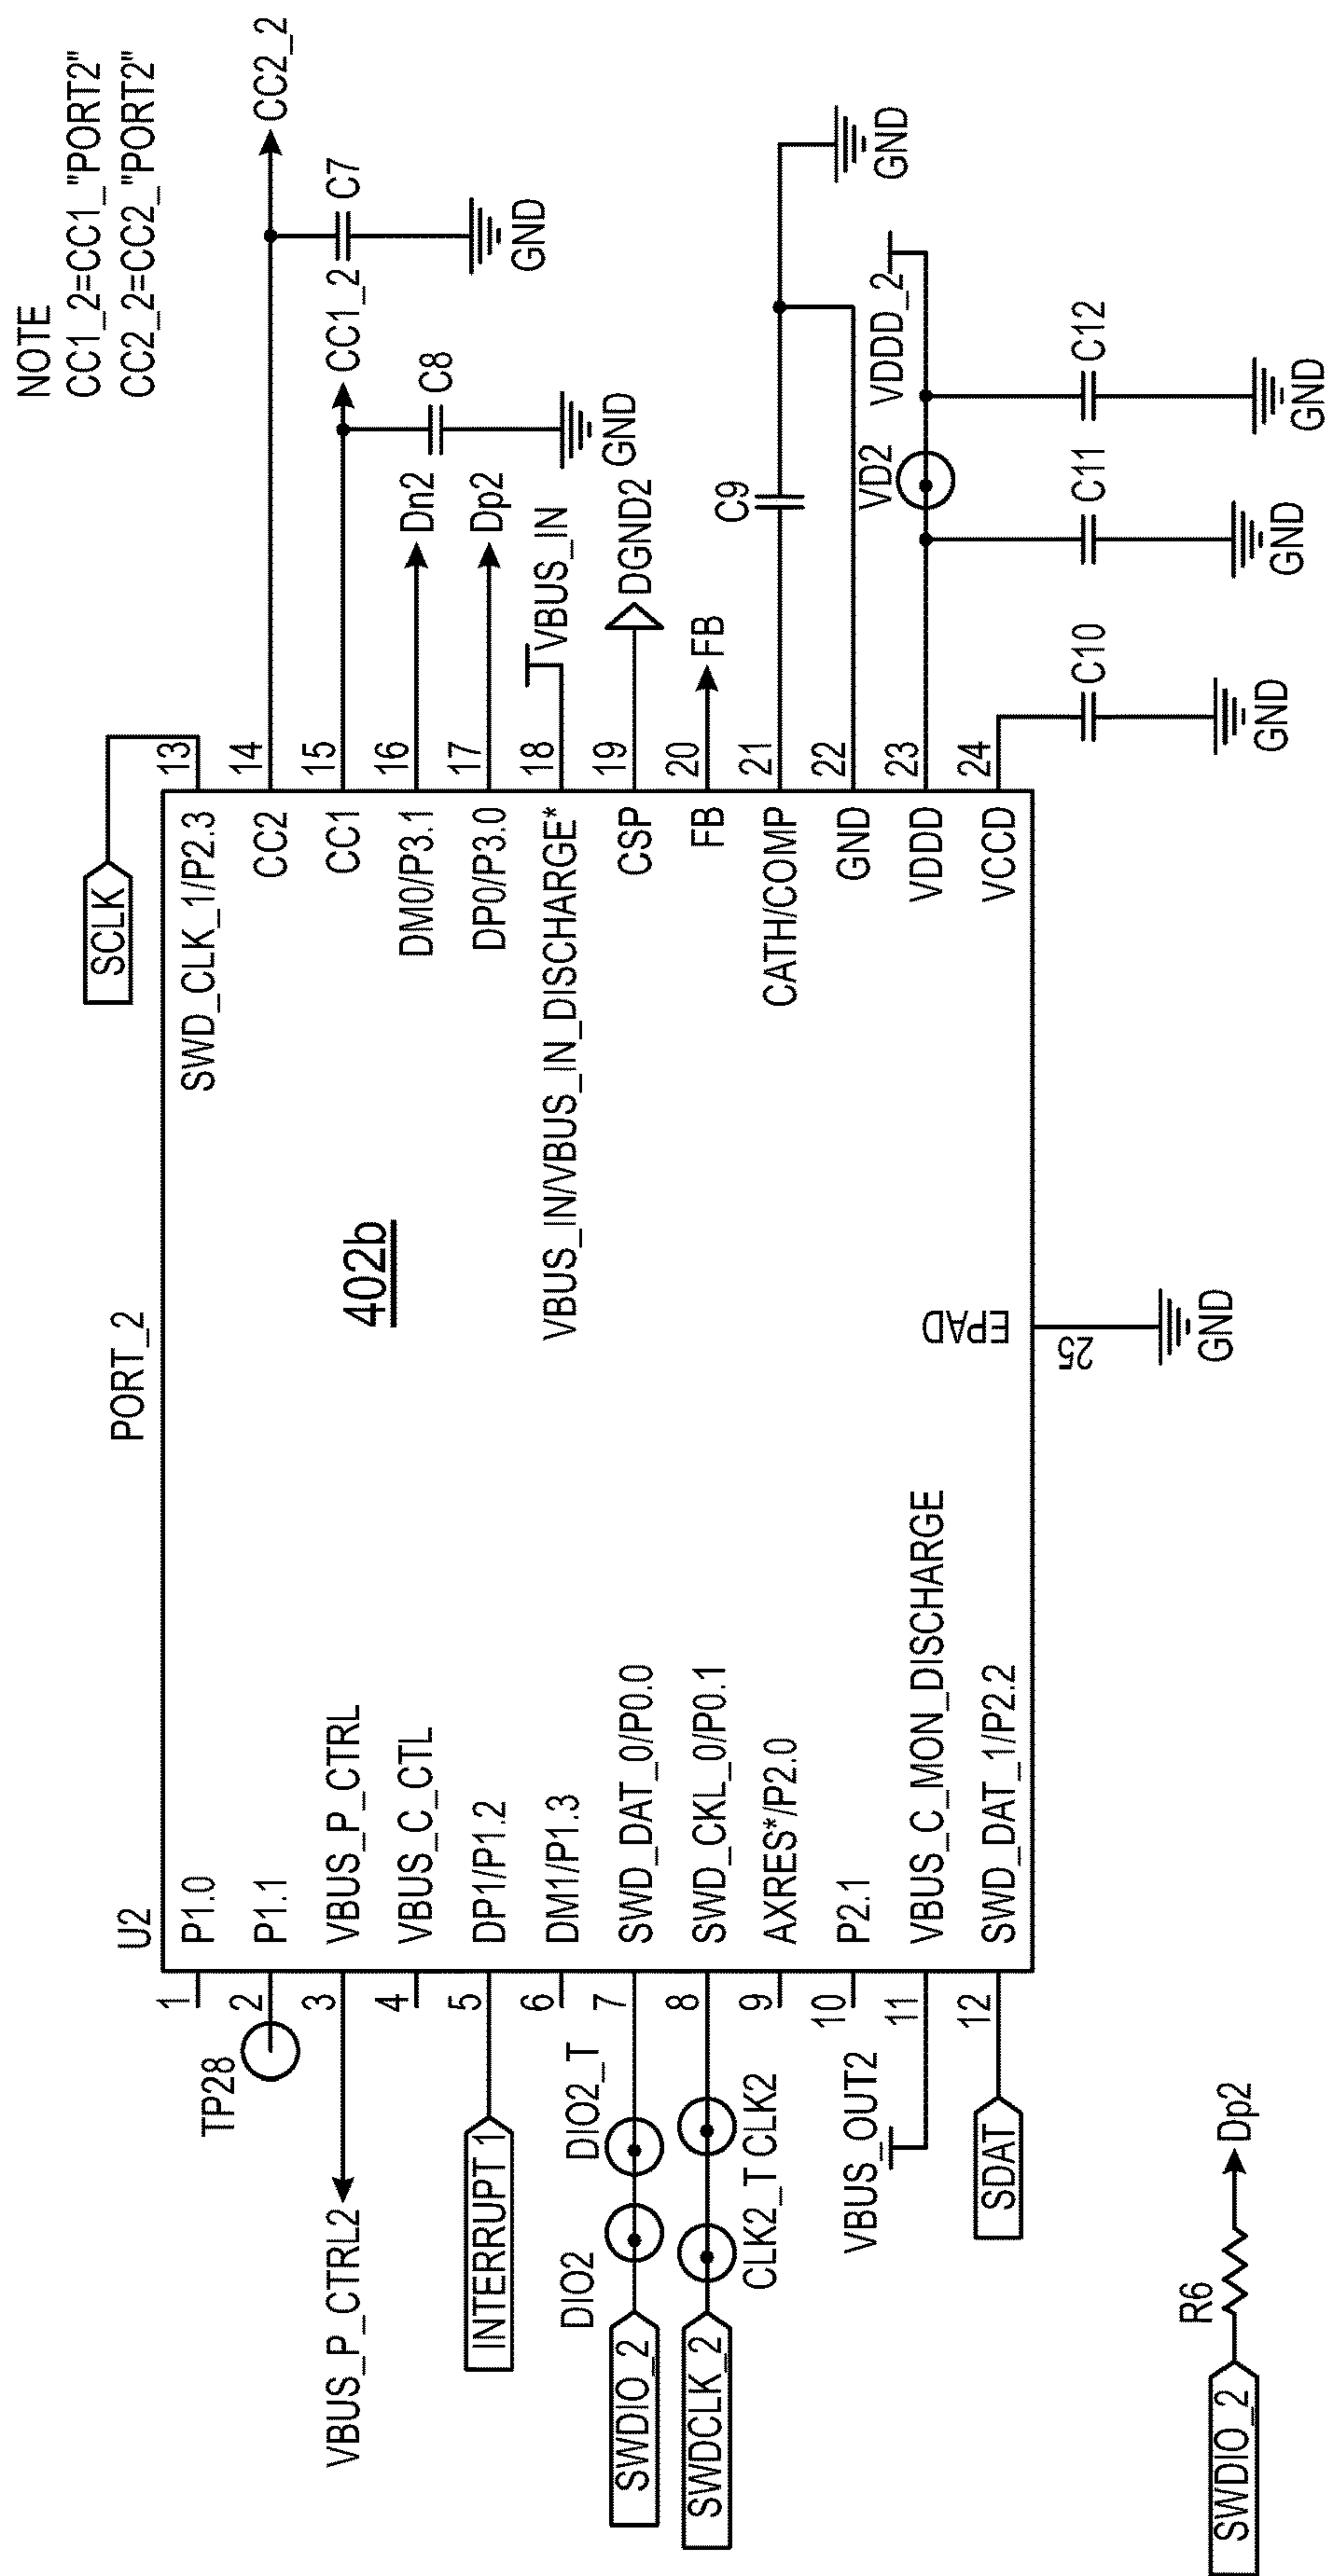 NOTE
CC1_2=CC1_"PORT2"
CC2_2=CC2_"PORT2"
PORT_2
U2
402b
1 P1.0
TP28
2 P1.1
VBUS_P_CTRL2
3 VBUS_P_CTRL
4 VBUS_C_CTL
INTERRUPT 1
5 DP1/P1.2
6 DM1/P1.3
SWDIO_2
DIO2
DIO2_T
7 SWD_DAT_0/P0.0
SWDCLK_2
CLK2_T
CLK2
8 SWD_CKL_0/P0.1
9 AXRES*/P2.0
10 P2.1
VBUS_OUT2
11 VBUS_C_MON_DISCHARGE
SDAT
12 SWD_DAT_1/P2.2
SCLK
SWD_CLK_1/P2.3 13
CC2 14
CC2_2
C7
GND
CC1 15
CC1_2
C8
GND
DM0/P3.1 16
Dn2
DP0/P3.0 17
Dp2
VBUS_IN/VBUS_IN_DISCHARGE* 18
VBUS_IN
CSP 19
DGND2
FB 20
FB
CATH/COMP 21
C9
GND
GND 22
VDDD 23
VD2
VDDD_2
C11
GND
C12
GND
VCCD 24
C10
GND
EPAD
25
GND
SWDIO_2
R6
Dp2